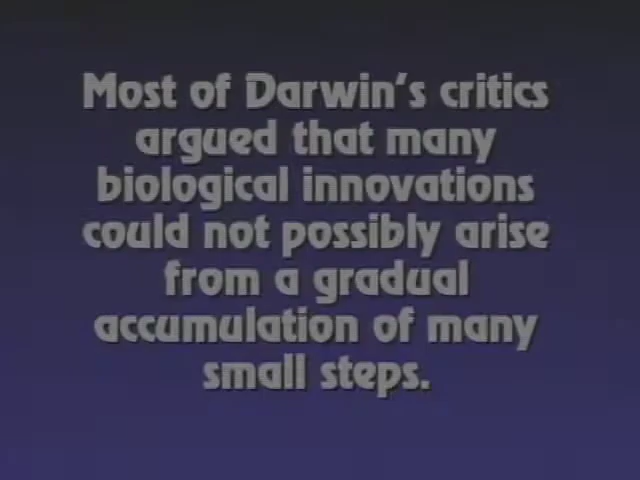 Most of Darwin's critics
argued that many
biological innovations
could not possibly arise
from a gradual
accumulation of many
small steps.